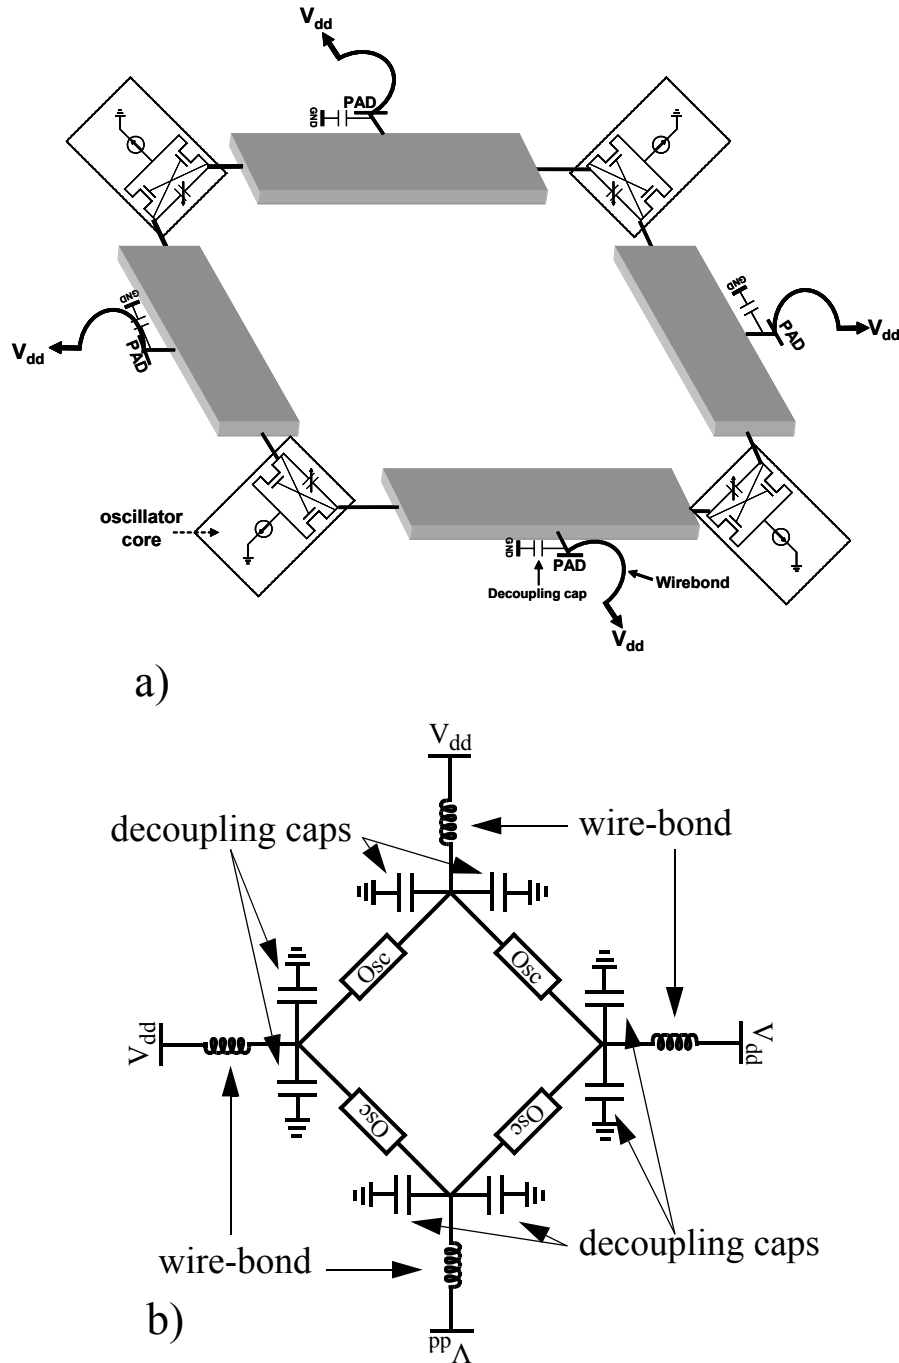 Vdd
PAD
GND
GND
PAD
Vdd
GND
PAD
Vdd
oscillator
core
GND
PAD
Decoupling cap
Wirebond
Vdd
a)
Vdd
decoupling caps
wire-bond
Osc
Osc
Vdd
Vdd
Osc
Osc
wire-bond
decoupling caps
b)
Vdd